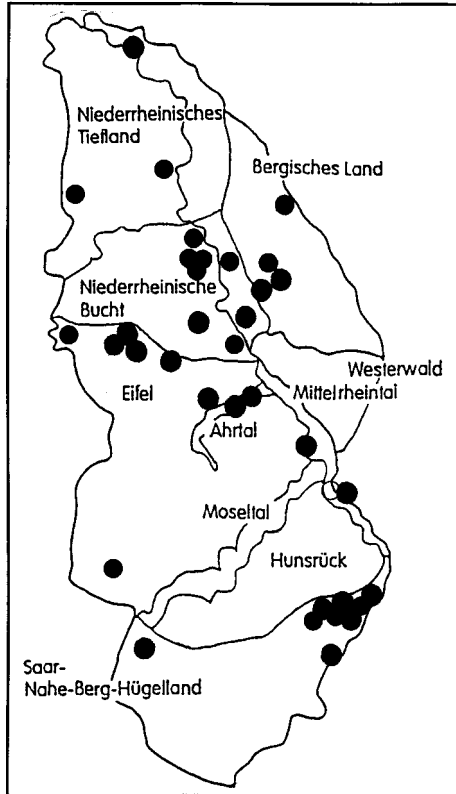 Niederrheinisches
Tiefland
Bergisches Land
Niederrheinische
Bucht
Westerwald
Eifel
Mittelrheintal
Ahrtal
Moseltal
Hunsrück
Saar-
Nahe-Berg-Hügelland